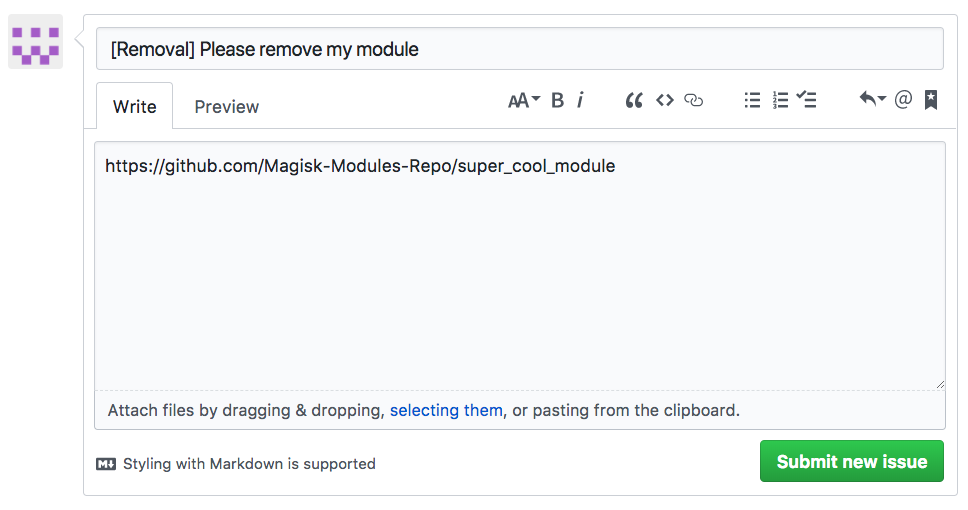 [Removal] Please remove my module
Write Preview AA B i @
https://github.com/Magisk-Modules-Repo/super_cool_module
Attach files by dragging & dropping, selecting them, or pasting from the clipboard.
Styling with Markdown is supported
Submit new issue